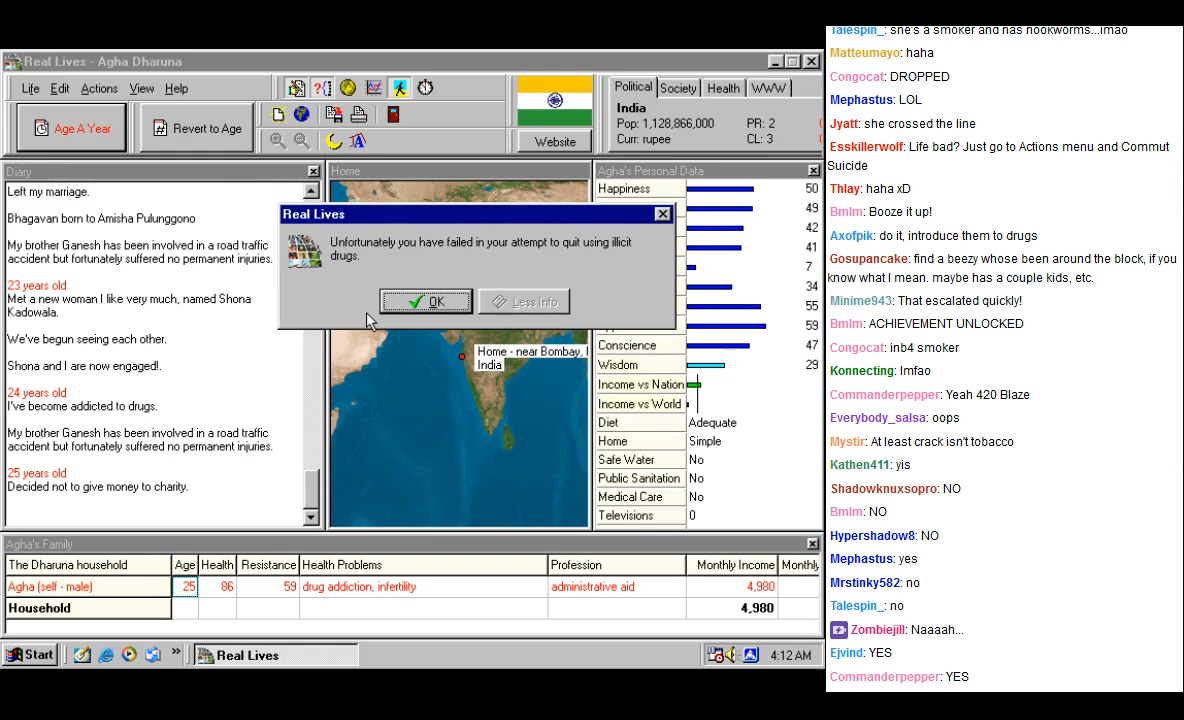 Real Lives - Agha Dharuna
Life Edit Actions View Help
Age A Year
Revert to Age
Website
Political Society Health WWW
India
Pop: 1,128,866,000 PR: 2
Curr: rupee CL: 3
Diary
Left my marriage.
Bhagavan born to Amisha Pulunggono
My brother Ganesh has been involved in a road traffic
accident but fortunately suffered no permanent injuries.
23 years old
Met a new woman I like very much, named Shona
Kadowala.
We've begun seeing each other.
Shona and I are now engaged!.
24 years old
I've become addicted to drugs.
My brother Ganesh has been involved in a road traffic
accident but fortunately suffered no permanent injuries.
25 years old
Decided not to give money to charity.
Home
Home - near Bombay,
India
Real Lives
Unfortunately you have failed in your attempt to quit using illicit
drugs.
OK
Less Info
Agha's Personal Data
Happiness 50
49
42
41
7
34
55
59
Conscience 47
Wisdom 29
Income vs Nation
Income vs World
Diet Adequate
Home Simple
Safe Water No
Public Sanitation No
Medical Care No
Televisions 0
Agha's Family
The Dharuna household Age Health Resistance Health Problems Profession Monthly Income Monthly
Agha (self - male) 25 86 59 drug addiction, infertility administrative aid 4,980
Household 4,980
Start
»
Real Lives
4:12 AM
Talespin_: she's a smoker and has hookworms...lmao
Matteumayo: haha
Congocat: DROPPED
Mephastus: LOL
Jyatt: she crossed the line
Esskillerwolf: Life bad? Just go to Actions menu and Commut
Suicide
Thlay: haha xD
Bmlm: Booze it up!
Axofpik: do it, introduce them to drugs
Gosupancake: find a beezy whose been around the block, if you
know what I mean. maybe has a couple kids, etc.
Minime943: That escalated quickly!
Bmlm: ACHIEVEMENT UNLOCKED
Congocat: inb4 smoker
Konnecting: lmfao
Commanderpepper: Yeah 420 Blaze
Everybody_salsa: oops
Mystir: At least crack isn't tobacco
Kathen411: yis
Shadowknuxsopro: NO
Bmlm: NO
Hypershadow8: NO
Mephastus: yes
Mrstinky582: no
Talespin_: no
Zombiejill: Naaaah...
Ejvind: YES
Commanderpepper: YES